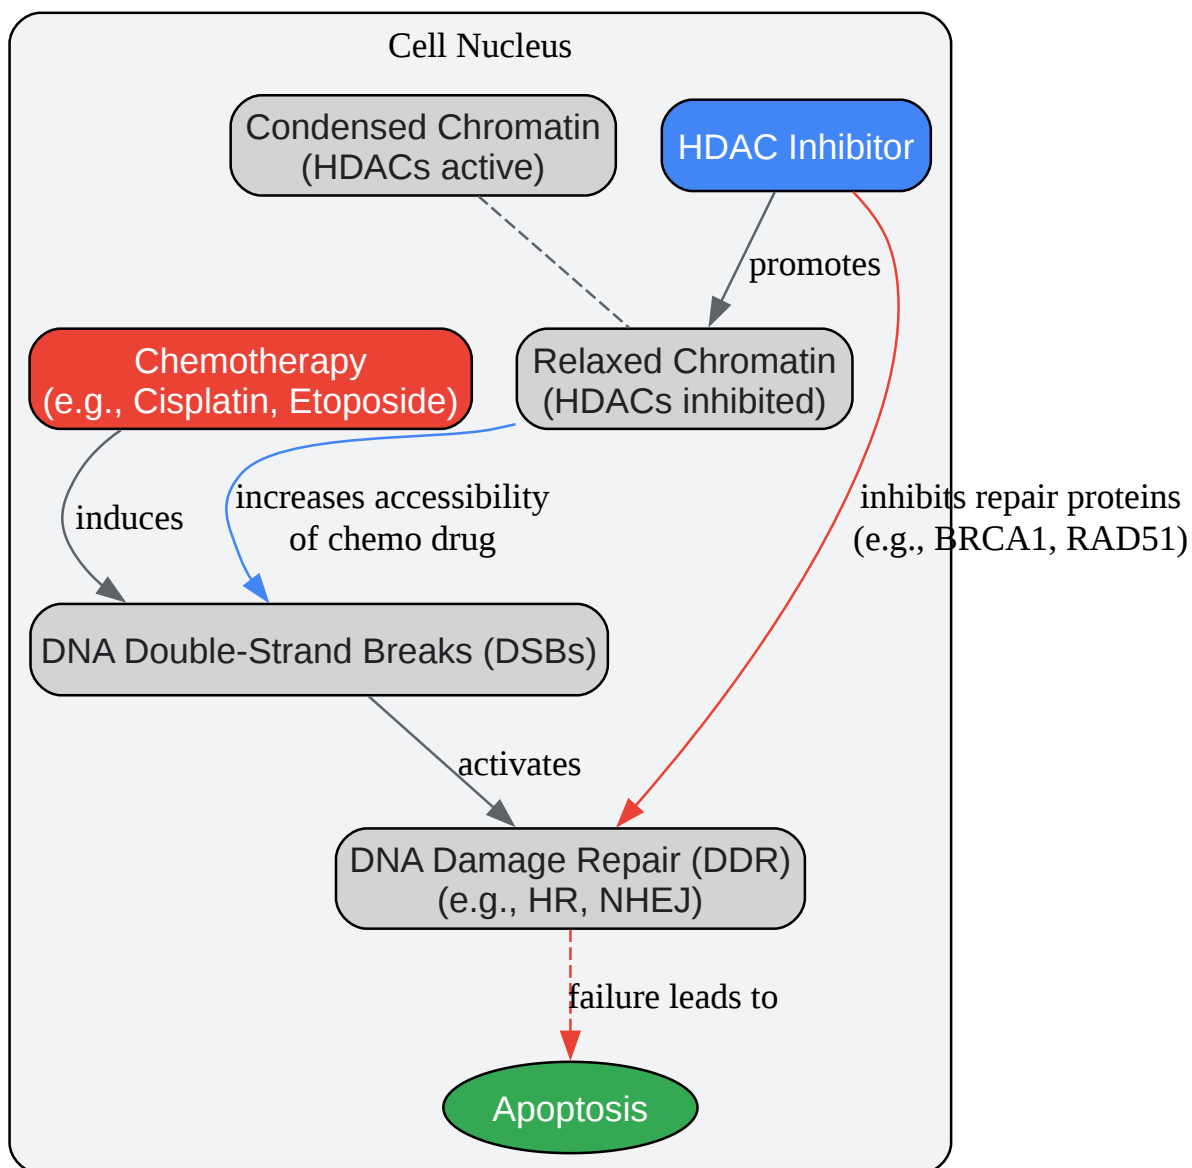 Cell Nucleus
Condensed Chromatin
(HDACs active)
HDAC Inhibitor
promotes
Chemotherapy
(e.g., Cisplatin, Etoposide)
Relaxed Chromatin
(HDACs inhibited)
induces
increases accessibility
of chemo drug
inhibits repair proteins
(e.g., BRCA1, RAD51)
DNA Double-Strand Breaks (DSBs)
activates
DNA Damage Repair (DDR)
(e.g., HR, NHEJ)
failure leads to
Apoptosis